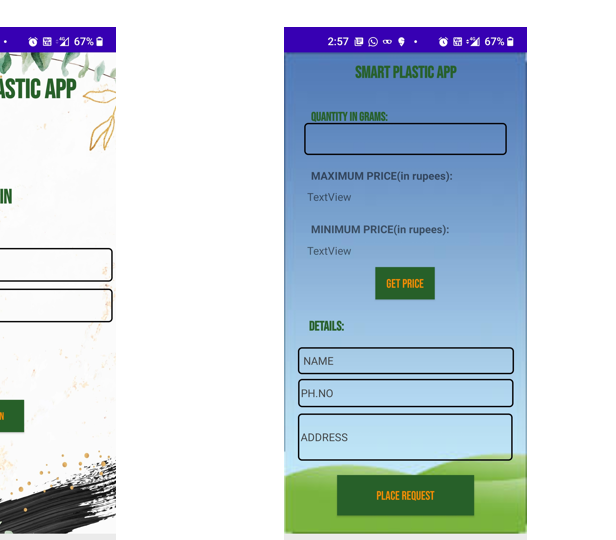 67%
ASTIC APP
IN
N
2:57 67%
SMART PLASTIC APP
QUANTITY IN GRAMS:
MAXIMUM PRICE(in rupees):
TextView
MINIMUM PRICE(in rupees):
TextView
GET PRICE
DETAILS:
NAME
PH.NO
ADDRESS
PLACE REQUEST